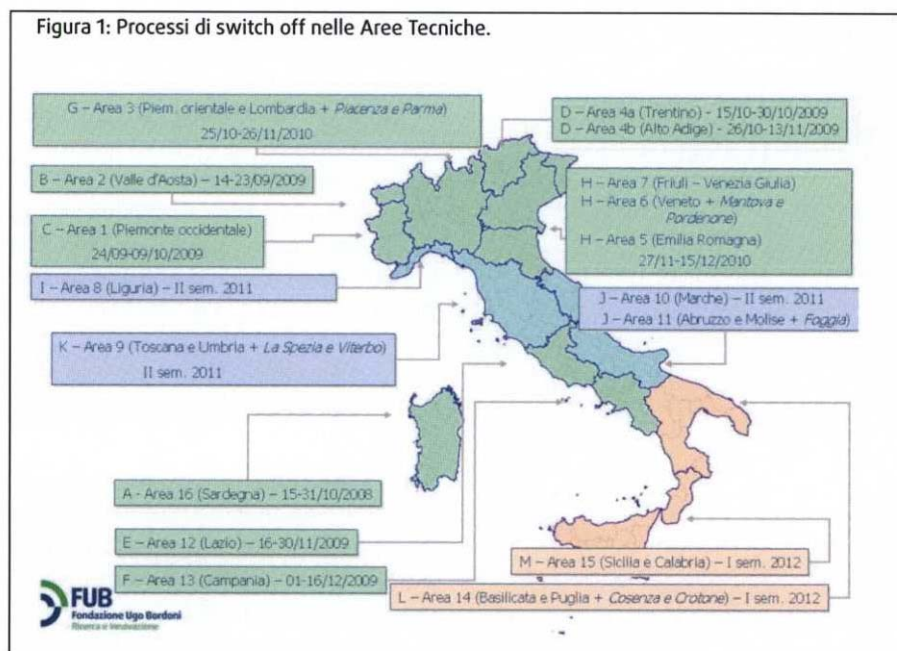 Figura 1: Processi di switch off nelle Aree Tecniche.
G – Area 3 (Piem. orientale e Lombardia + Piacenza e Parma)
25/10-26/11/2010
D – Area 4a (Trentino) - 15/10-30/10/2009
D – Area 4b (Alto Adige) - 26/10-13/11/2009
B – Area 2 (Valle d'Aosta) – 14-23/09/2009
H – Area 7 (Friuli – Venezia Giulia)
H – Area 6 (Veneto + Mantova e
Pordenone)
H – Area 5 (Emilia Romagna)
27/11-15/12/2010
C – Area 1 (Piemonte occidentale)
24/09-09/10/2009
I – Area 8 (Liguria) – II sem. 2011
J – Area 10 (Marche) – II sem. 2011
J – Area 11 (Abruzzo e Molise + Foggia)
K – Area 9 (Toscana e Umbria + La Spezia e Viterbo)
II sem. 2011
A - Area 16 (Sardegna) – 15-31/10/2008
E – Area 12 (Lazio) – 16-30/11/2009
F – Area 13 (Campania) – 01-16/12/2009
M – Area 15 (Sicilia e Calabria) – I sem. 2012
L – Area 14 (Basilicata e Puglia + Cosenza e Crotone) – I sem. 2012
FUB
Fondazione Ugo Bordoni
Ricerca e Innovazione